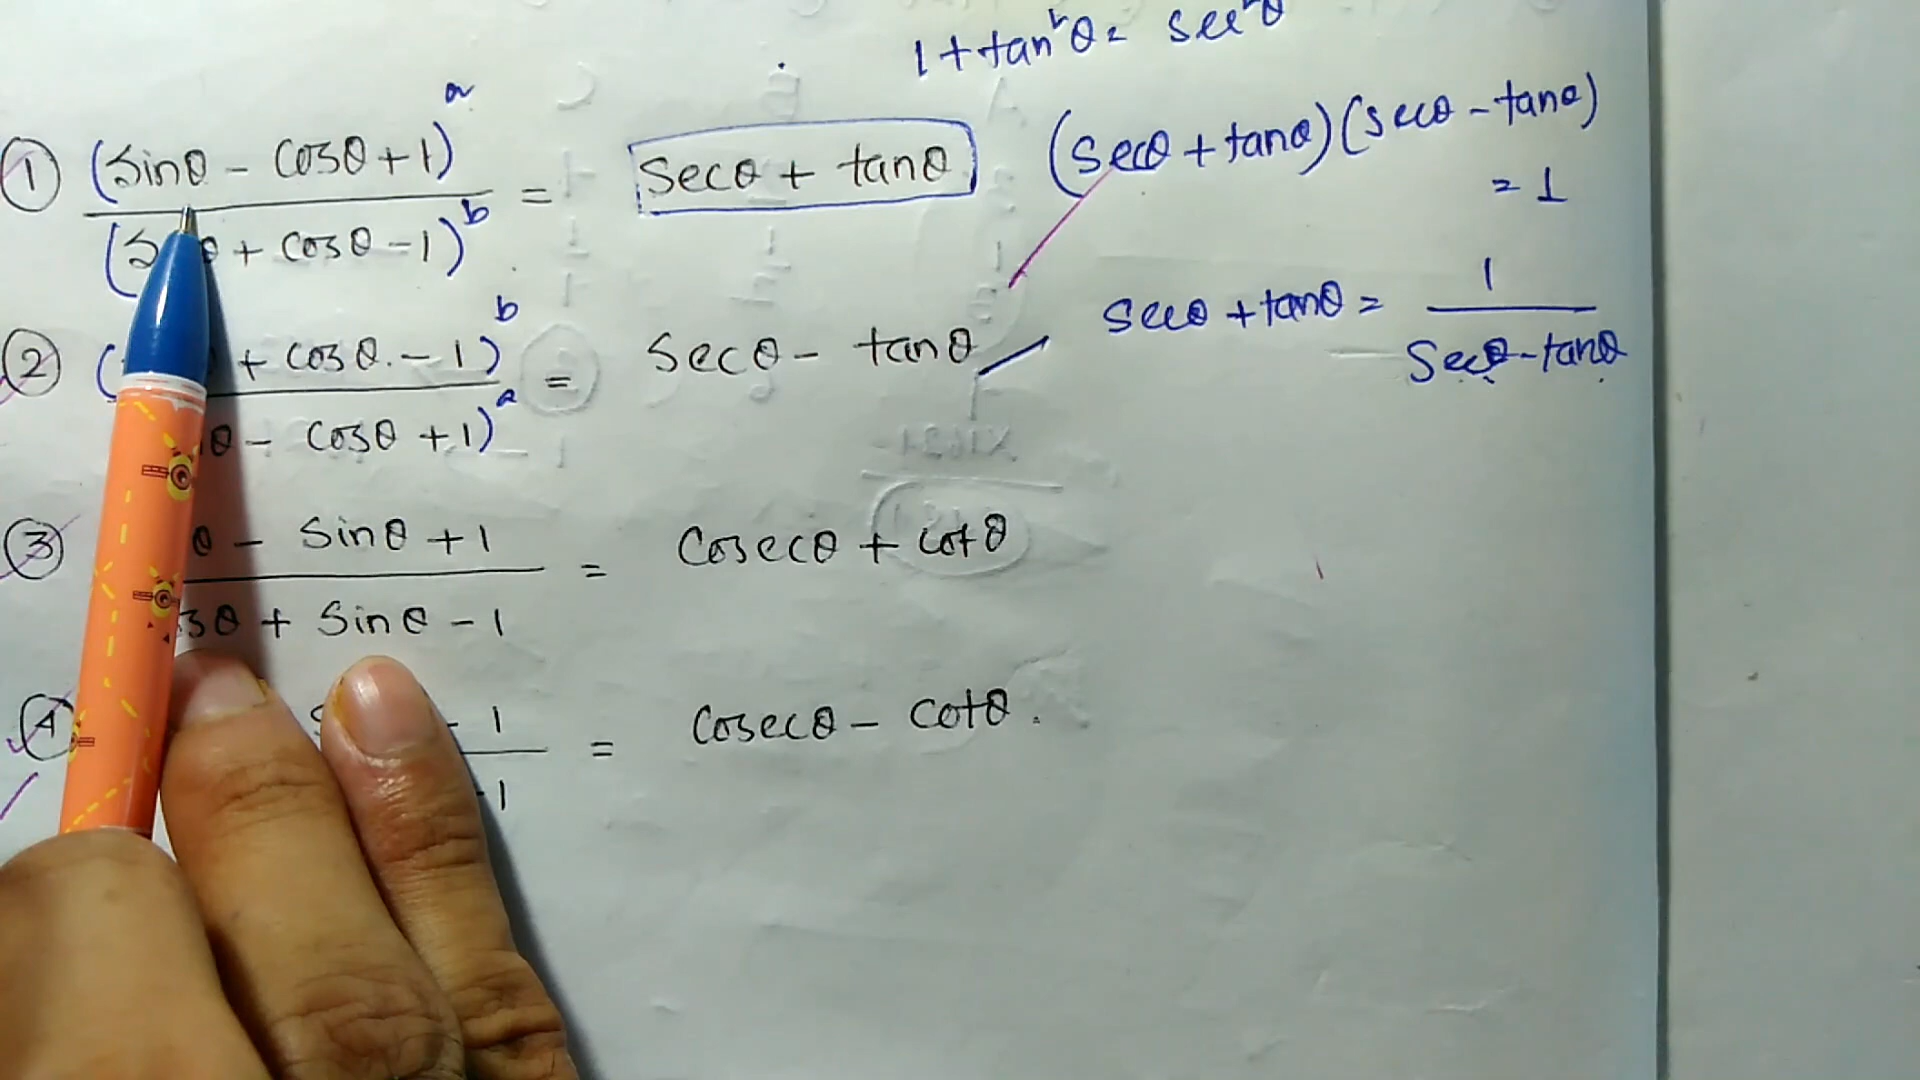 1 + tan²θ = sec²θ
① (Sinθ - Cosθ + 1)^a = Secθ + tanθ
(S θ + Cosθ - 1)^b
(Secθ + tanθ)(Secθ - tanθ)
= 1
Secθ + tanθ = 1
Secθ - tanθ
② ( + Cosθ. - 1)^b = Secθ - tanθ
θ - Cosθ + 1)^a
③ θ - Sinθ + 1 = Cosecθ + Cotθ
sθ + Sinθ - 1
④ S - 1 = Cosecθ - Cotθ.
- 1